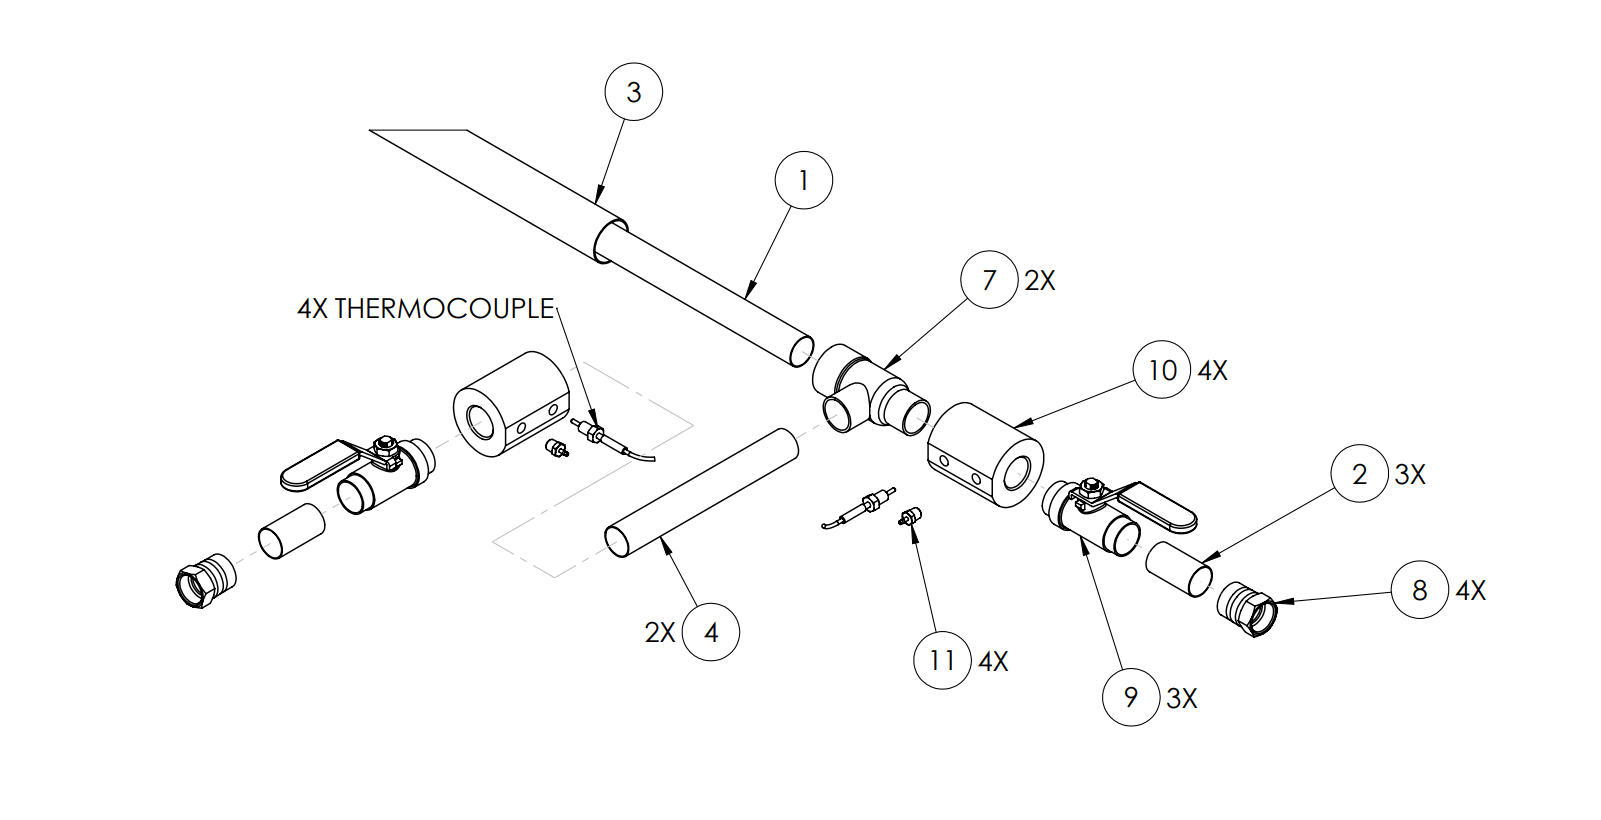 3
1
7 2X
4X THERMOCOUPLE
10 4X
2 3X
8 4X
2X 4
11 4X
9 3X